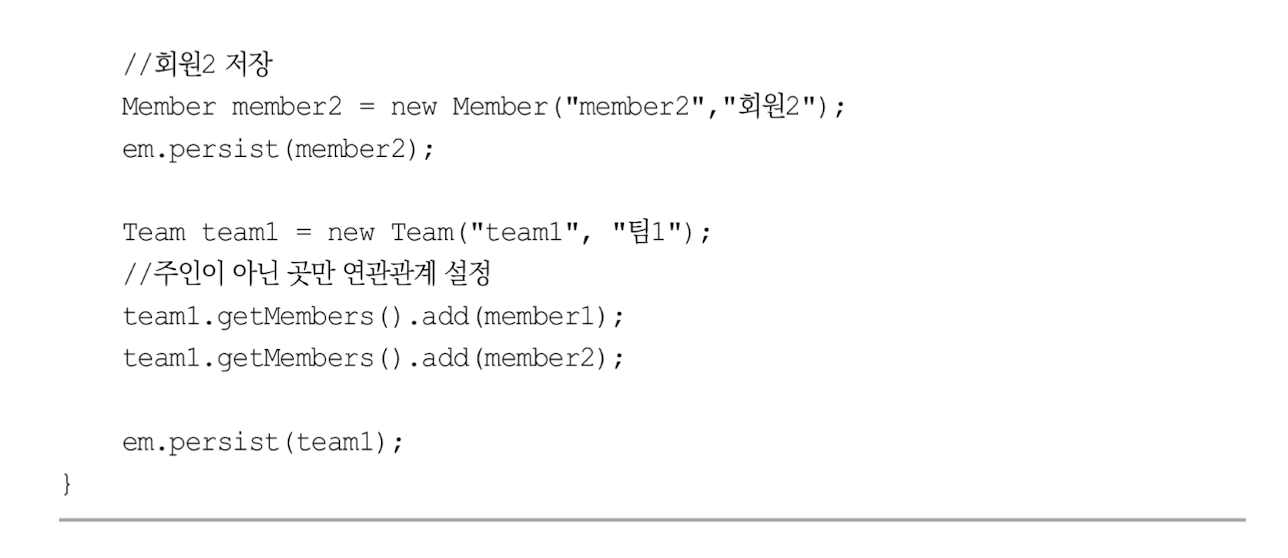 //회원2 저장
Member member2 = new Member("member2","회원2");
em.persist(member2);
Team team1 = new Team("team1", "팀1");
//주인이 아닌 곳만 연관관계 설정
team1.getMembers().add(member1);
team1.getMembers().add(member2);
em.persist(team1);
}